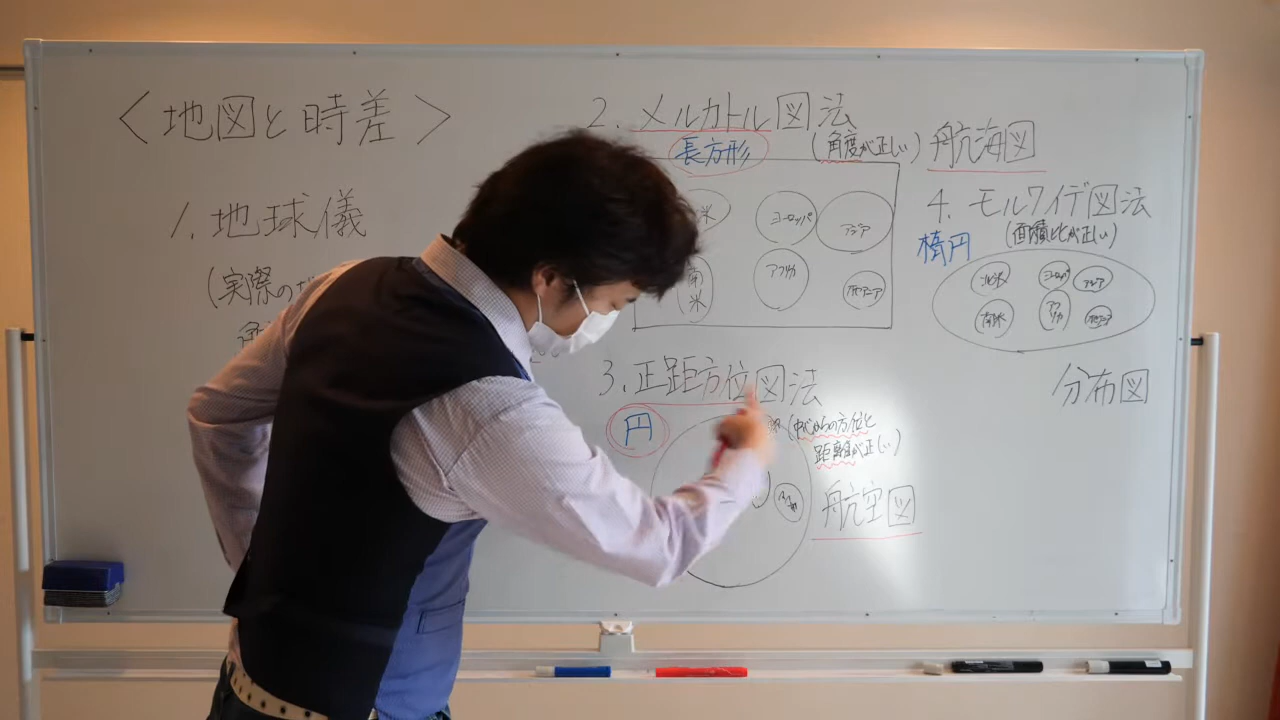 〈地図と時差〉
1. 地球儀
(実際の
2. メルカトル図法
長方形
(角度が正しい)
航海図
米
ヨーロッパ
アジア
南米
アフリカ
オセアニア
3. 正距方位図法
円
(中心からの方位と
距離が正しい)
航空図
4. モルワイデ図法
楕円
(面積比が正しい)
北米
ヨーロッパ
アジア
南米
アフリカ
オセアニア
分布図